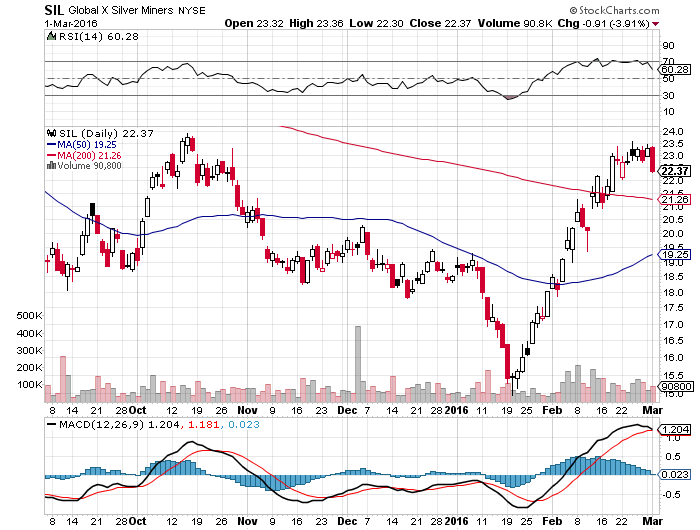 SIL Global X Silver Miners NYSE
© StockCharts.com
1-Mar-2016
Open 23.32 High 23.36 Low 22.30 Close 22.37 Volume 90.8K Chg -0.91 (-3.91%)
RSI(14) 60.28
90
70
60.28
50
30
10
SIL (Daily) 22.37
MA(50) 19.25
MA(200) 21.26
Volume 90,800
24.0
23.5
23.0
22.5
22.37
22.0
21.5
21.26
21.0
20.5
20.0
19.5
19.25
19.0
18.5
18.0
17.5
17.0
16.5
16.0
15.5
15.0
500K
400K
300K
200K
100K
90800
8 14 21 28 Oct 12 19 26 Nov 9 16 23 Dec 7 14 21 28 2016 11 19 25 Feb 8 16 22 Mar
MACD(12,26,9) 1.204, 1.181, 0.023
1.204
1.0
0.5
0.023
-0.5
8 14 21 28 Oct 12 19 26 Nov 9 16 23 Dec 7 14 21 28 2016 11 19 25 Feb 8 16 22 Mar